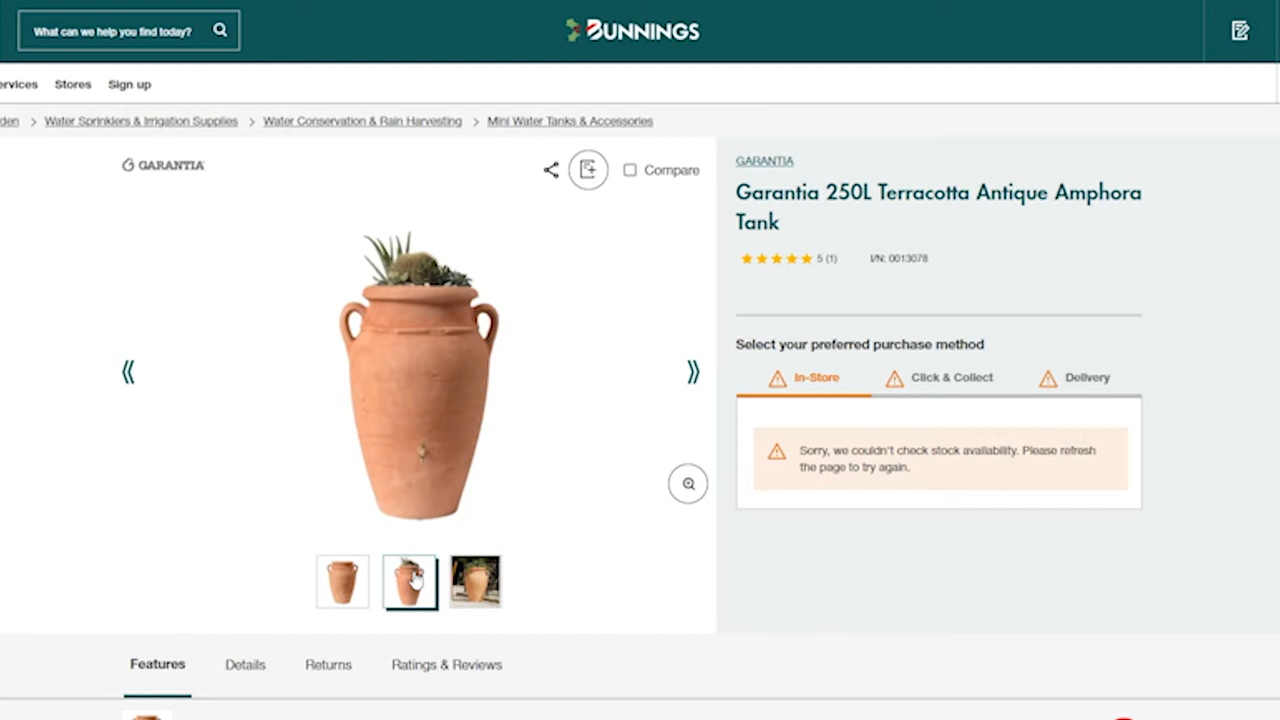 What can we help you find today?
BUNNINGS
ervices Stores Sign up
den > Water Sprinklers & Irrigation Supplies > Water Conservation & Rain Harvesting > Mini Water Tanks & Accessories
GARANTIA
Compare
GARANTIA
Garantia 250L Terracotta Antique Amphora
Tank
5 (1) I/N: 0013078
Select your preferred purchase method
In-Store Click & Collect Delivery
Sorry, we couldn't check stock availability. Please refresh
the page to try again.
Features Details Returns Ratings & Reviews